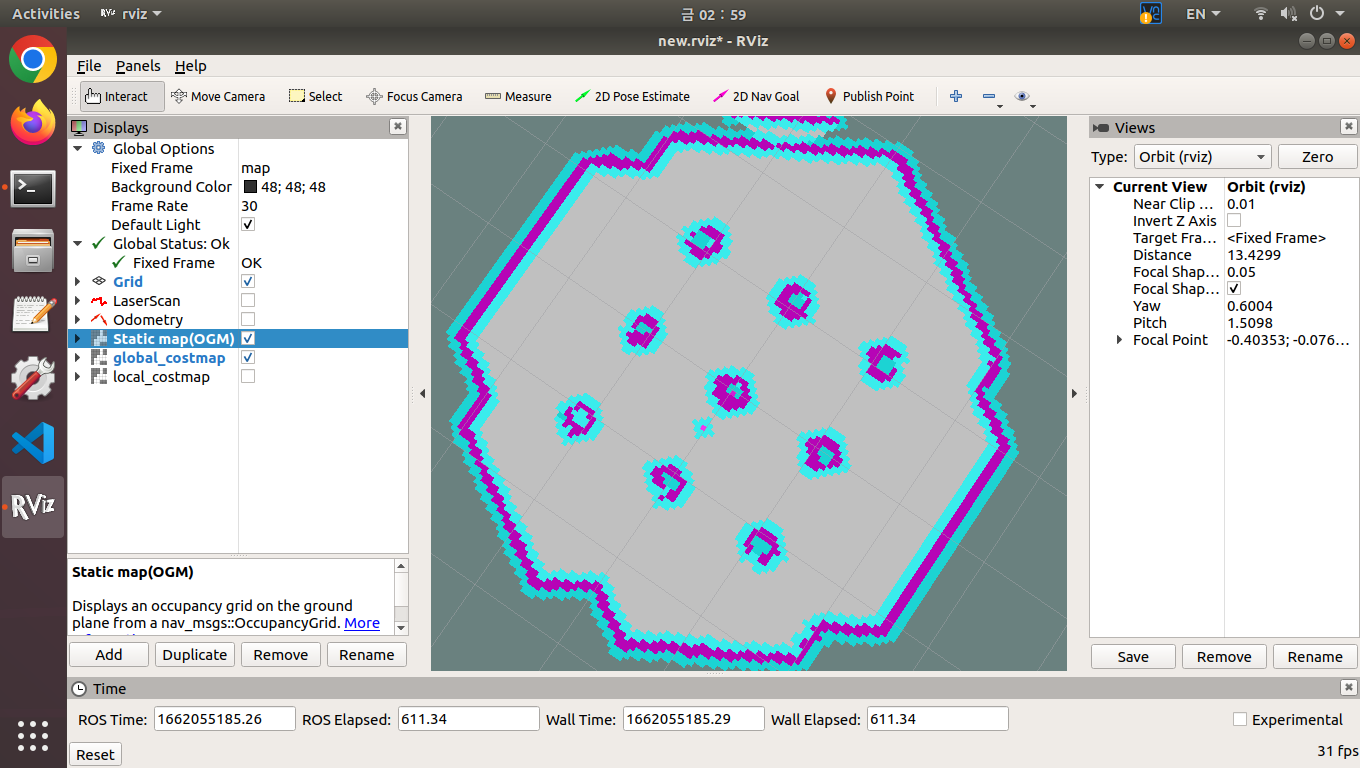 Activities
rviz
금 02 : 59
EN
new.rviz* - RViz
File Panels Help
Interact
Move Camera
Select
Focus Camera
Measure
2D Pose Estimate
2D Nav Goal
Publish Point
Displays
Global Options
Fixed Frame map
Background Color 48; 48; 48
Frame Rate 30
Default Light
Global Status: Ok
Fixed Frame OK
Grid
LaserScan
Odometry
Static map(OGM)
global_costmap
local_costmap
Static map(OGM)
Displays an occupancy grid on the ground
plane from a nav_msgs::OccupancyGrid. More
Add Duplicate Remove Rename
Views
Type: Orbit (rviz) Zero
Current View Orbit (rviz)
Near Clip ... 0.01
Invert Z Axis
Target Fra... <Fixed Frame>
Distance 13.4299
Focal Shap... 0.05
Focal Shap...
Yaw 0.6004
Pitch 1.5098
Focal Point -0.40353; -0.076...
Save Remove Rename
RViz
Time
ROS Time: 1662055185.26 ROS Elapsed: 611.34 Wall Time: 1662055185.29 Wall Elapsed: 611.34 Experimental
Reset
31 fps